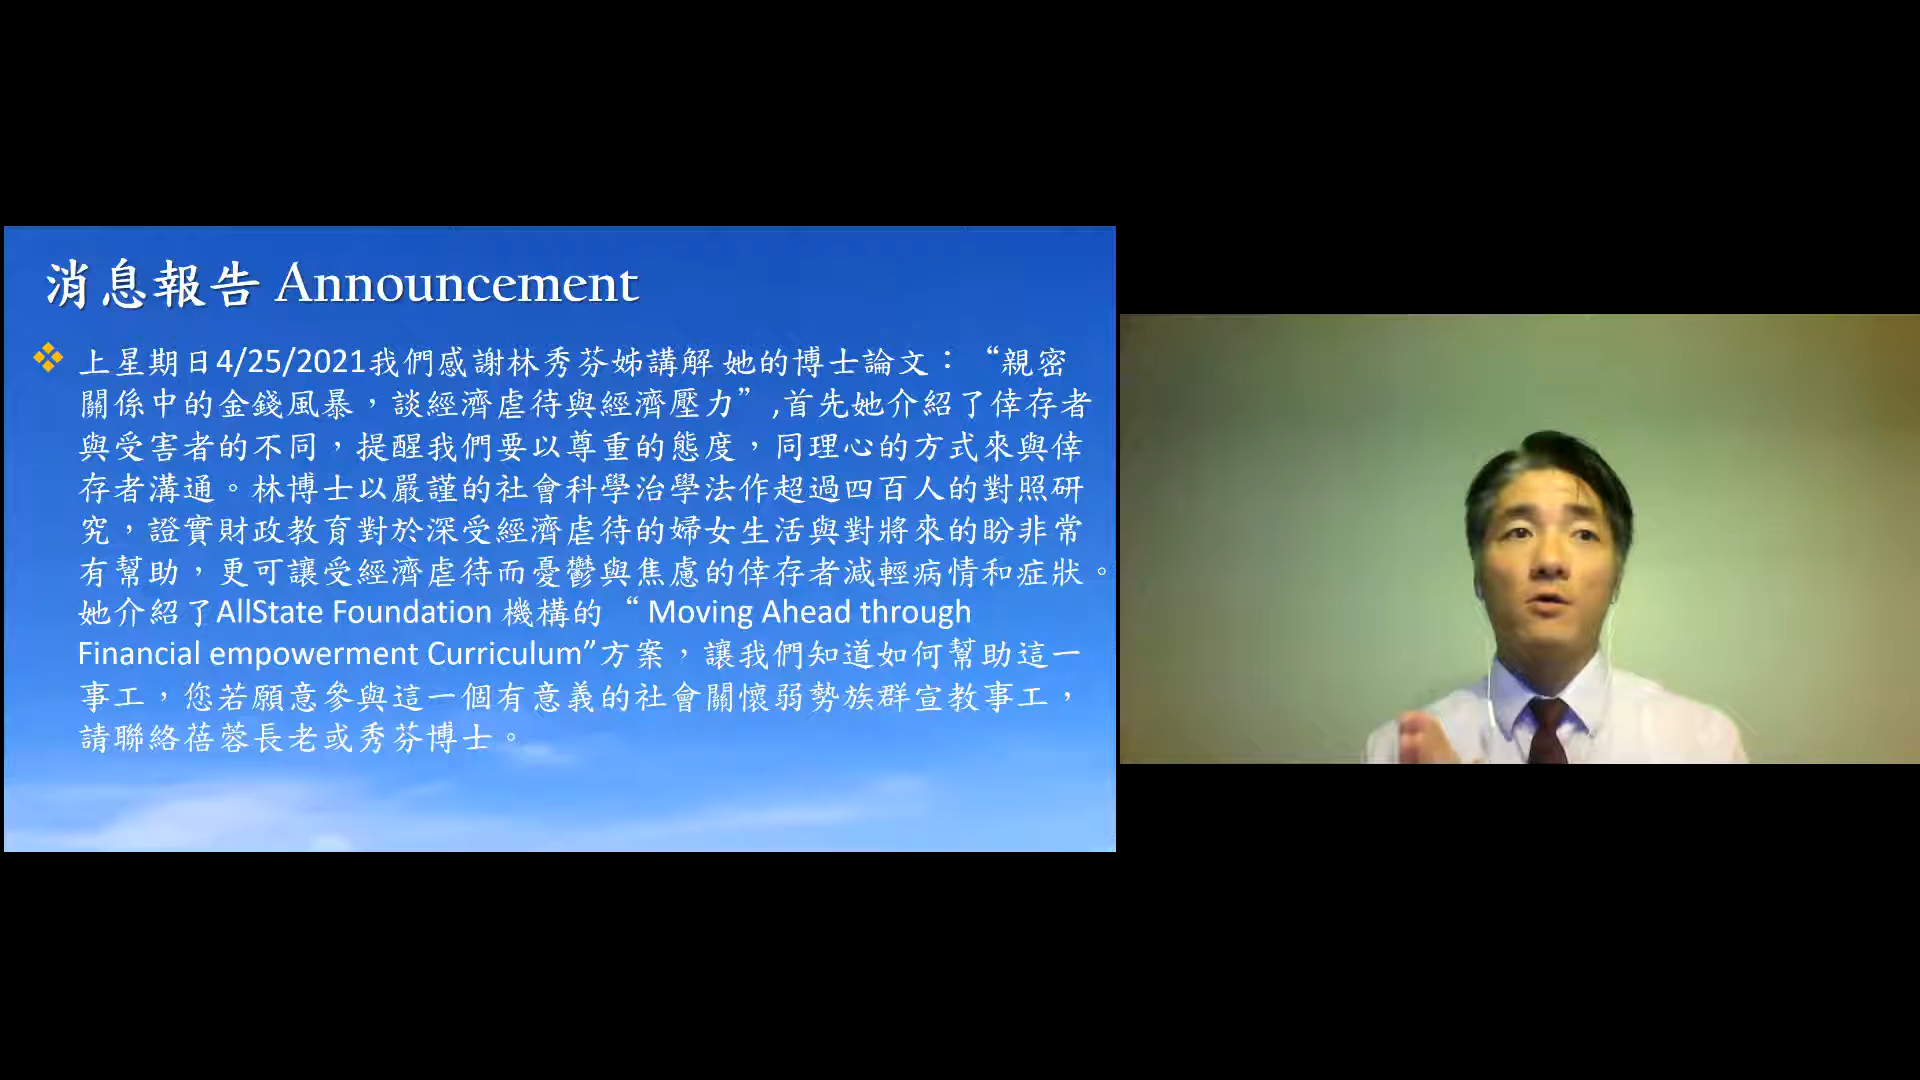 消息報告 Announcement
上星期日4/25/2021我們感謝林秀芬姊講解 她的博士論文：“親密
關係中的金錢風暴，談經濟虐待與經濟壓力”,首先她介紹了倖存者
與受害者的不同，提醒我們要以尊重的態度，同理心的方式來與倖
存者溝通。林博士以嚴謹的社會科學治學法作超過四百人的對照研
究，證實財政教育對於深受經濟虐待的婦女生活與對將來的盼非常
有幫助，更可讓受經濟虐待而憂鬱與焦慮的倖存者減輕病情和症狀。
她介紹了AllState Foundation 機構的 “ Moving Ahead through
Financial empowerment Curriculum”方案，讓我們知道如何幫助這一
事工，您若願意參與這一個有意義的社會關懷弱勢族群宣教事工，
請聯絡蓓蓉長老或秀芬博士。